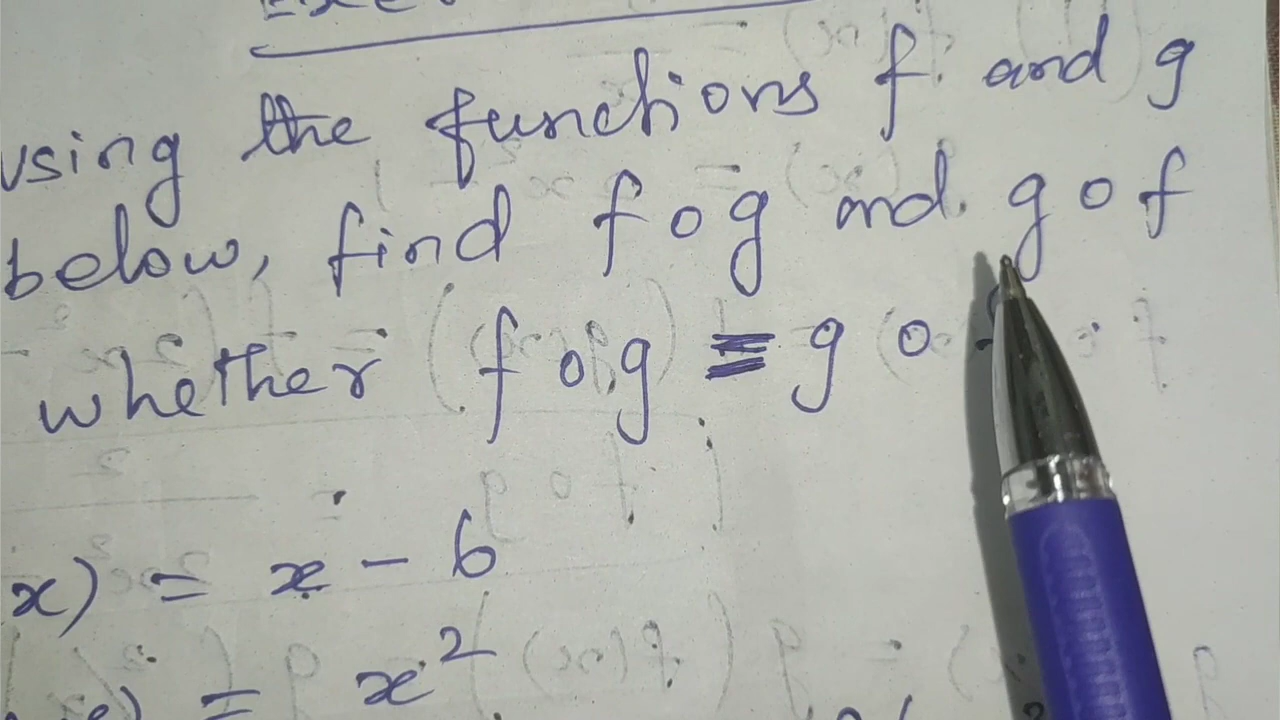 using the functions f and g
below, find f o g and g o f
whether f o g = g o
x) = x - 6
) = x²